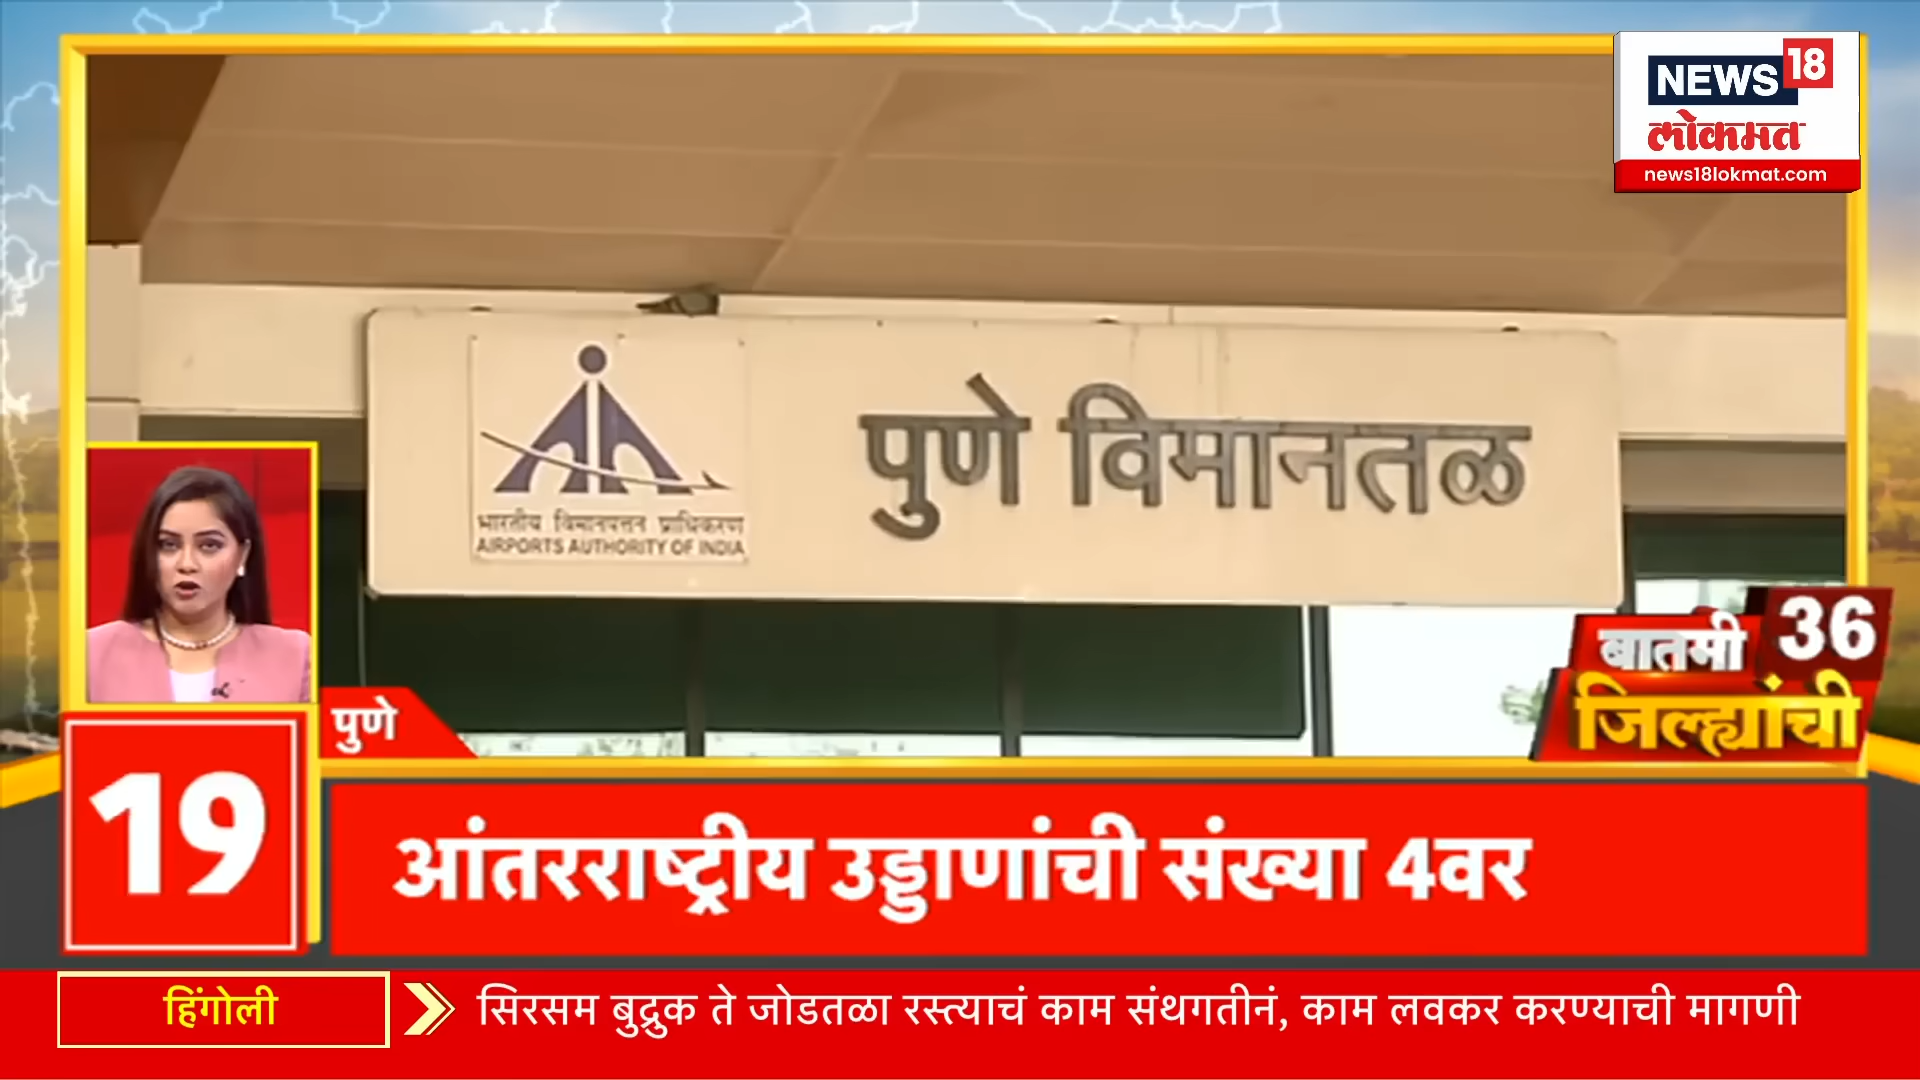 NEWS18
लोकमत
news18lokmat.com
पुणे विमानतळ
भारतीय विमानपत्तन प्राधिकरण
AIRPORTS AUTHORITY OF INDIA
बातमी 36
जिल्ह्यांची
पुणे
19
आंतरराष्ट्रीय उड्डाणांची संख्या 4वर
हिंगोली
सिरसम बुद्रुक ते जोडतळा रस्त्याचं काम संथगतीनं, काम लवकर करण्याची मागणी